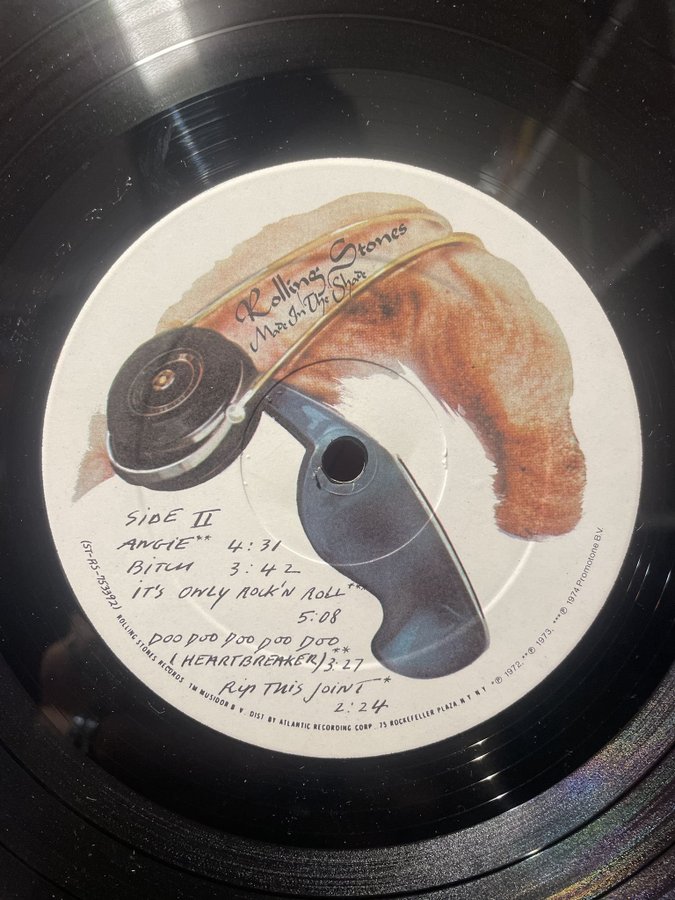 Rolling Stones
Made In The Shade
SIDE II
ANGIE** 4:31
BITCH 3:42
IT'S ONLY ROCK'N ROLL***
5:08
DOO DOO DOO DOO DOO
(HEARTBREAKER)**3:27
RIP THIS JOINT*
2:24
(ST-RS-753392) ROLLING STONES RECORDS. TM MUSIDOR B V. DIST BY ATLANTIC RECORDING CORP. 75 ROCKEFELLER PLAZA, N Y N Y *℗ 1972. **℗ 1973. ***℗ 1974 Promotone B.V.